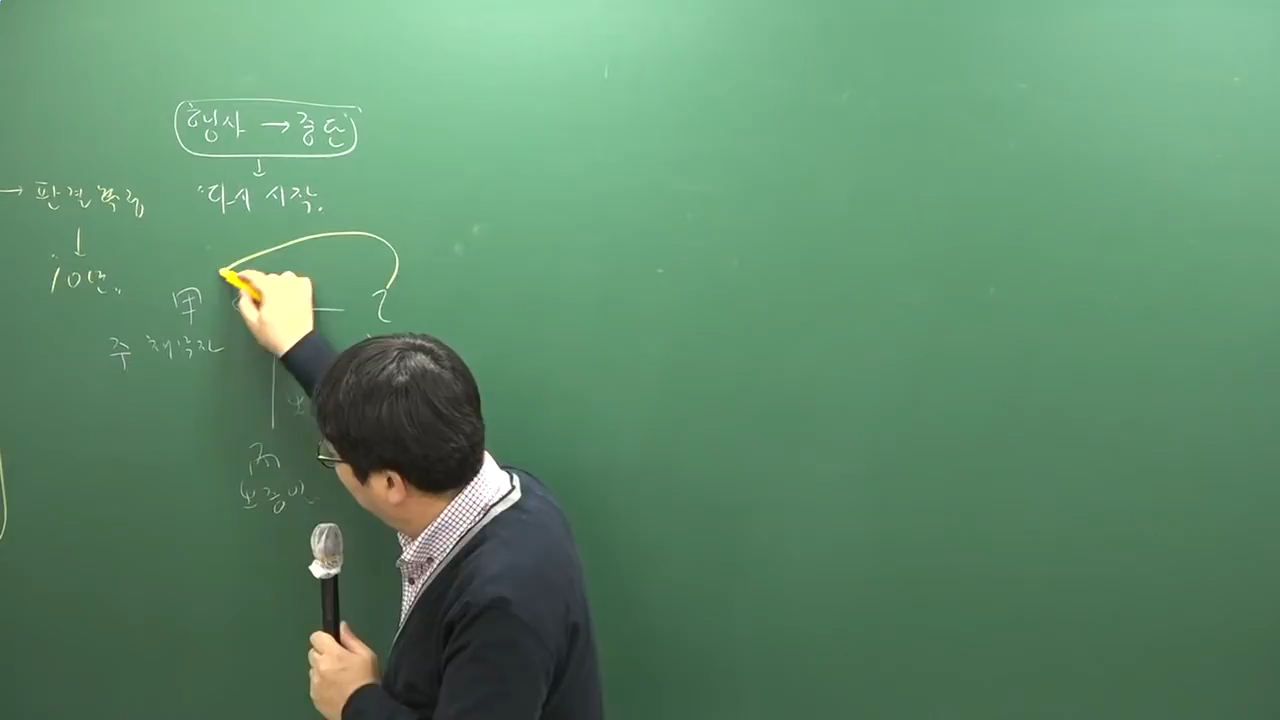 행사 → 중단
↓
→ 판결확정 "다시 시작.
↓
"10년"
甲 乙
주채무자
보
丙
(보증인)